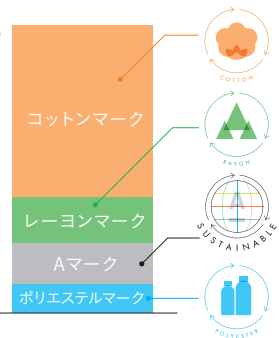 コットンマーク
COTTON
レーヨンマーク
RAYON
Aマーク
A
SUSTAINABLE
ポリエステルマーク
POLYESTER